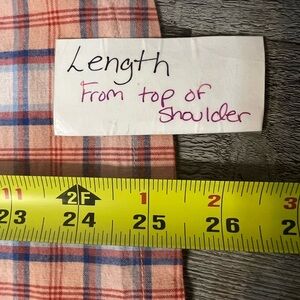 Length
From top of
Shoulder
11 2F 1 2 3
23 24 25 26 2